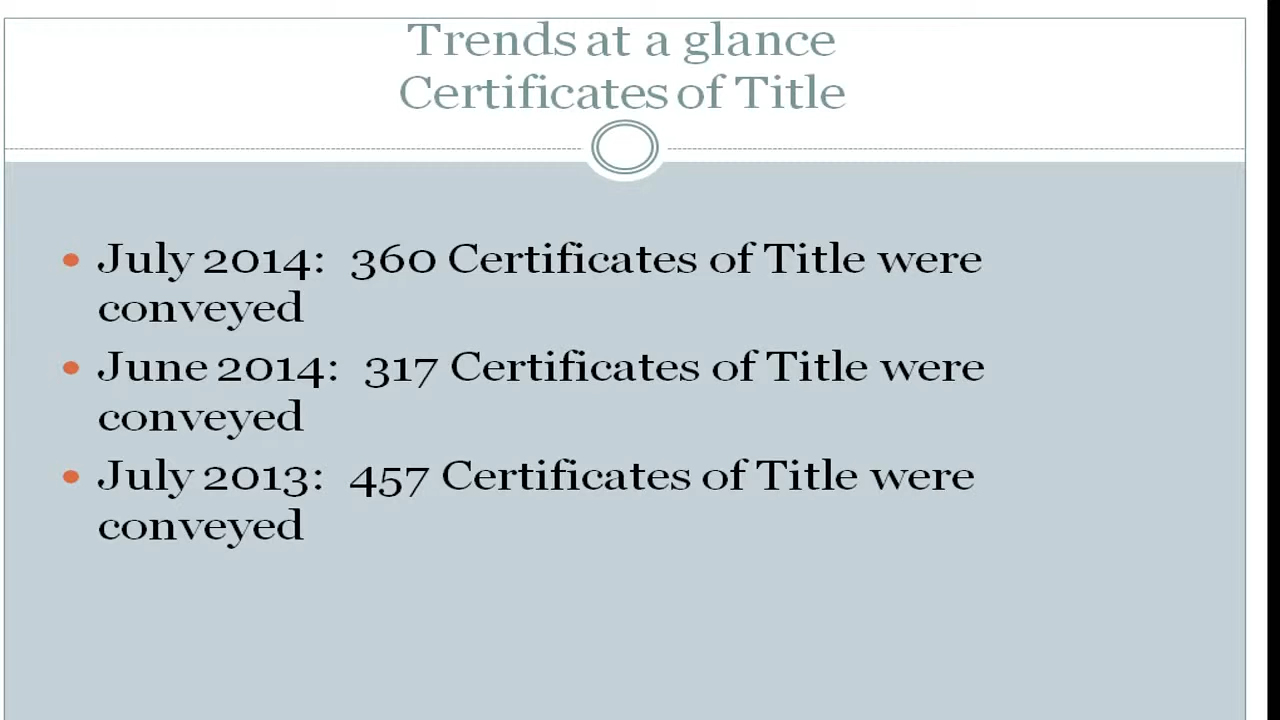 Trends at a glance
Certificates of Title
• July 2014: 360 Certificates of Title were
conveyed
• June 2014: 317 Certificates of Title were
conveyed
• July 2013: 457 Certificates of Title were
conveyed